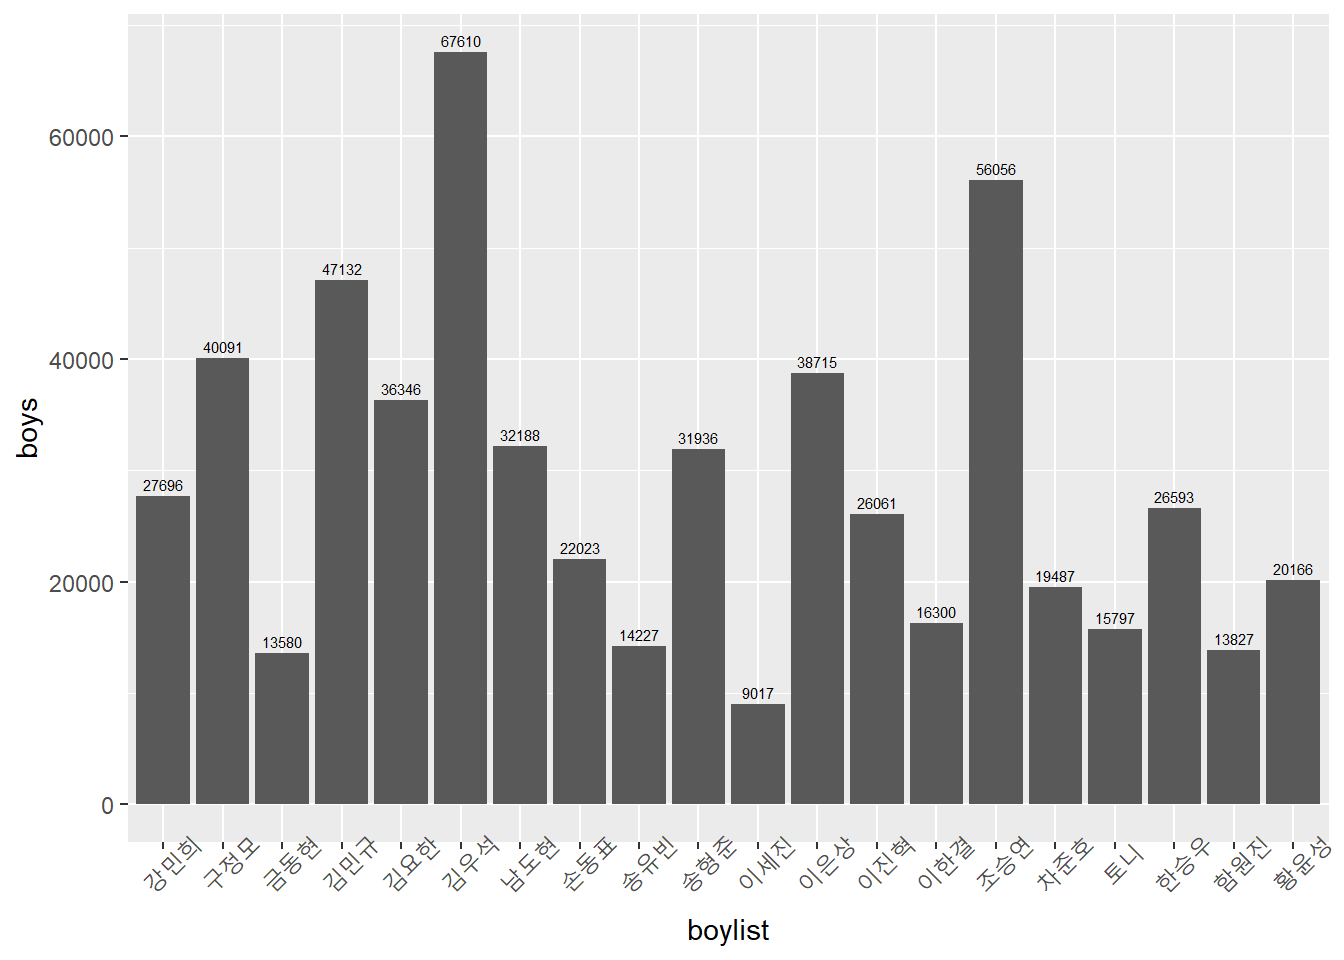 67610
60000
56056
47132
40091
40000
38715
36346
32188
31936
27696
26593
26061
22023
20000
20166
19487
16300
15797
14227
13827
13580
9017
0
boys
강민희
구정모
금동현
김민규
김요한
김우석
남도현
손동표
송유빈
송형준
이세진
이은상
이진혁
이한결
조승연
차준호
토니
한승우
함원진
황윤성
boylist